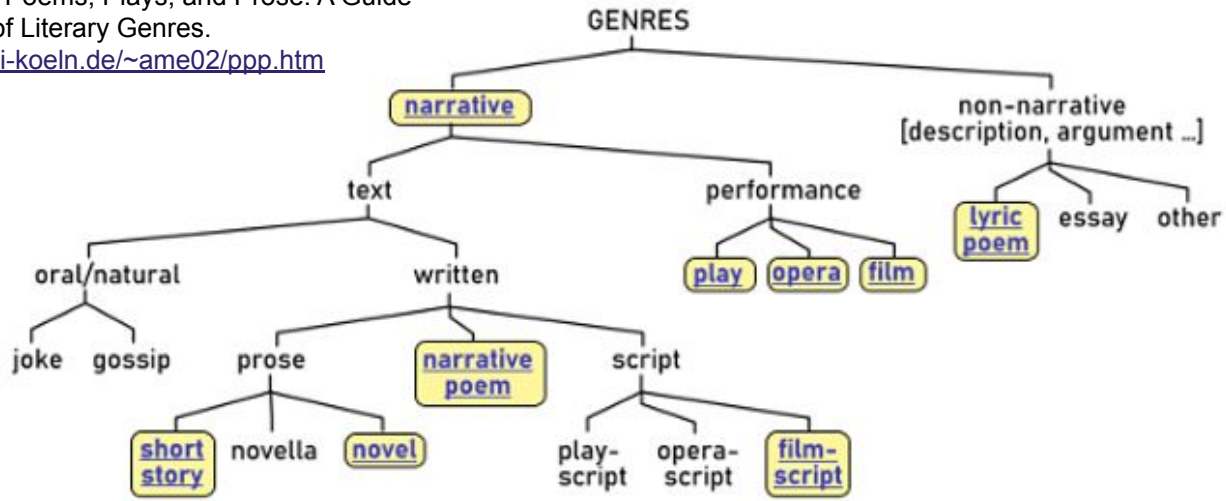 Poems, Plays, and Prose: A Guide
of Literary Genres.
i-koeln.de/~ame02/ppp.htm
GENRES
narrative
non-narrative
[description, argument ...]
text
performance
lyric
poem
essay
other
oral/natural
written
play
opera
film
joke
gossip
prose
narrative
poem
script
short
story
novella
novel
play-
script
opera-
script
film-
script